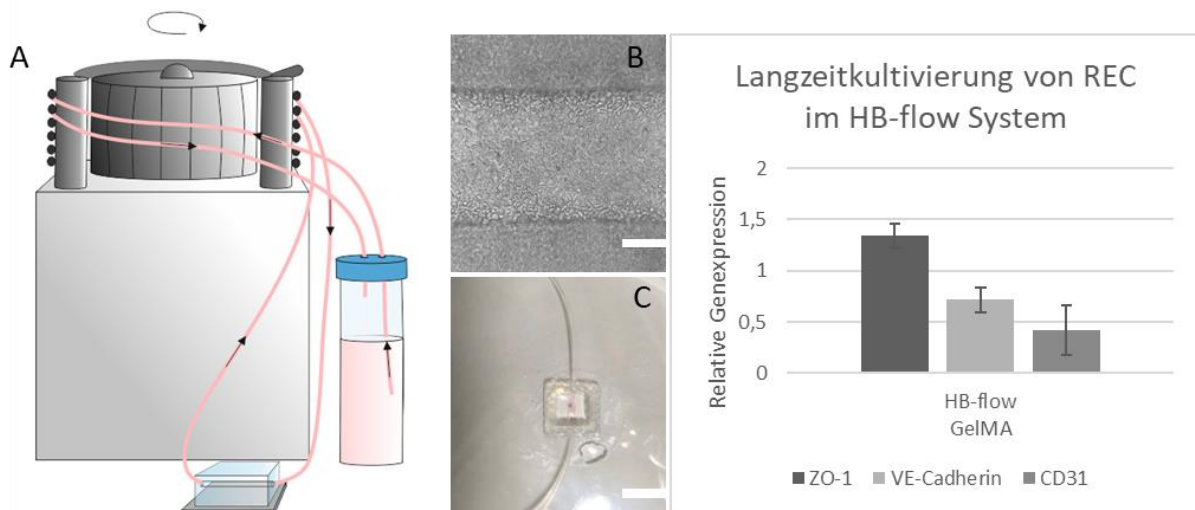 A
B
C
Langzeitkultivierung von REC
im HB-flow System
Relative Genexpression
2
1,5
1
0,5
0
HB-flow
GelMA
ZO-1 VE-Cadherin CD31